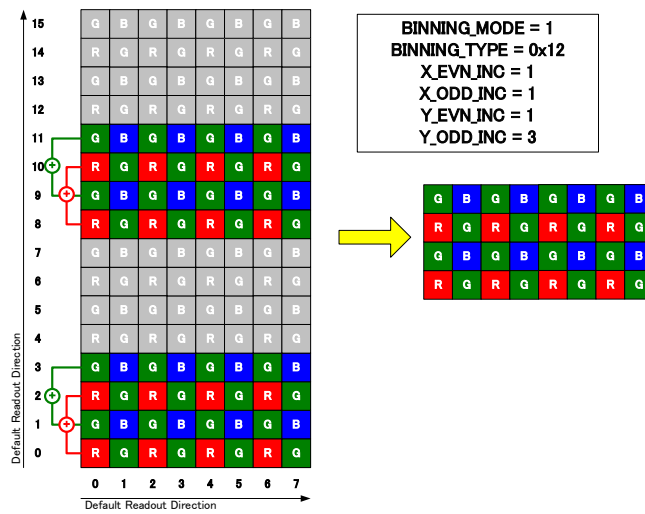 15 G B G B G B G B
14 R G R G R G R G
13 G B G B G B G B
12 R G R G R G R G
11 G B G B G B G B
10 R G R G R G R G
9 G B G B G B G B
8 R G R G R G R G
7 G B G B G B G B
6 R G R G R G R G
5 G B G B G B G B
4 R G R G R G R G
3 G B G B G B G B
2 R G R G R G R G
1 G B G B G B G B
0 R G R G R G R G
0 1 2 3 4 5 6 7
Default Readout Direction
Default Readout Direction
+
+
+
+
BINNING_MODE = 1
BINNING_TYPE = 0x12
X_EVN_INC = 1
X_ODD_INC = 1
Y_EVN_INC = 1
Y_ODD_INC = 3
G B G B G B G B
R G R G R G R G
G B G B G B G B
R G R G R G R G